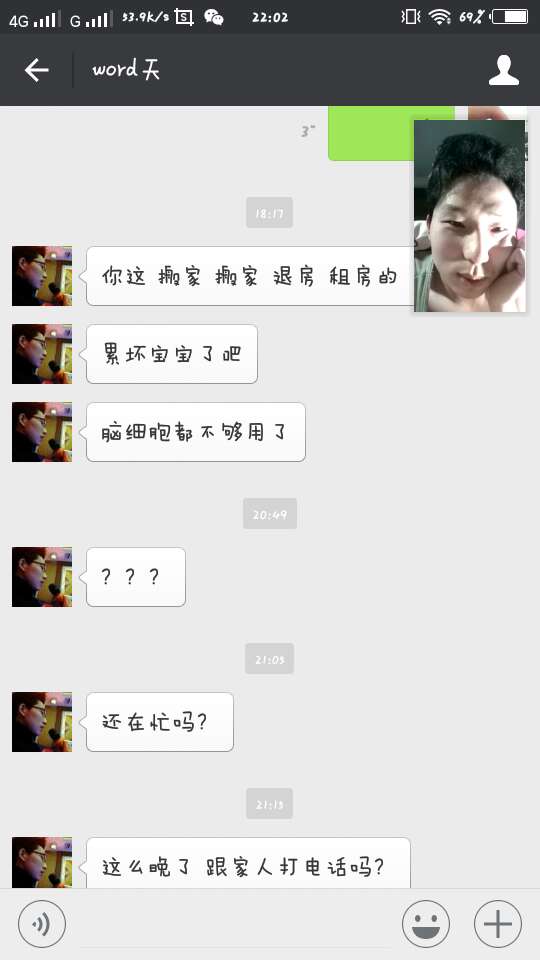 4G G 53.9k/s S 22:02 69%
word天
3"
18:17
你这 搬家 搬家 退房 租房的
累坏宝宝了吧
脑细胞都不够用了
20:49
？？？
21:03
还在忙吗？
21:13
这么晚了 跟家人打电话吗？